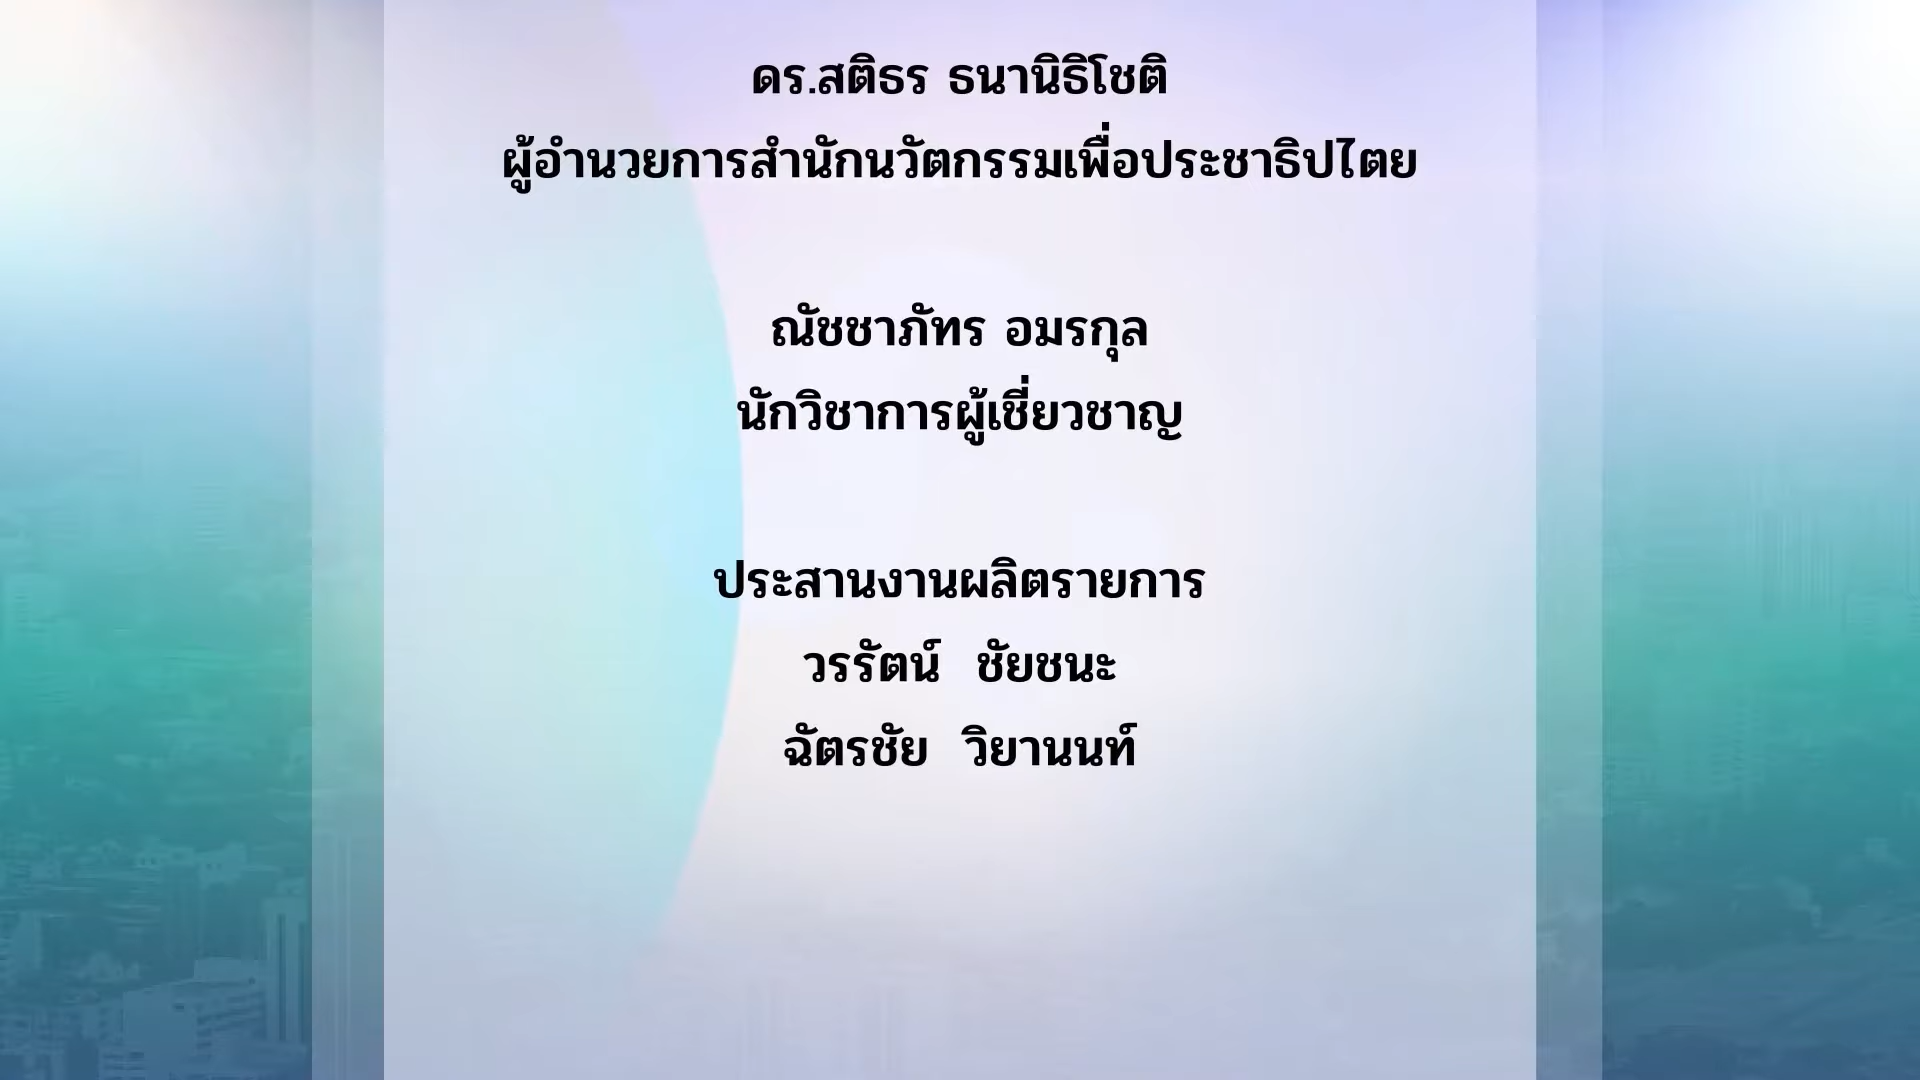 ดร.สติธร ธนานิธิโชติ
ผู้อำนวยการสำนักนวัตกรรมเพื่อประชาธิปไตย
ณัชชาภัทร อมรกุล
นักวิชาการผู้เชี่ยวชาญ
ประสานงานผลิตรายการ
วรรัตน์ ชัยชนะ
ฉัตรชัย วิยานนท์